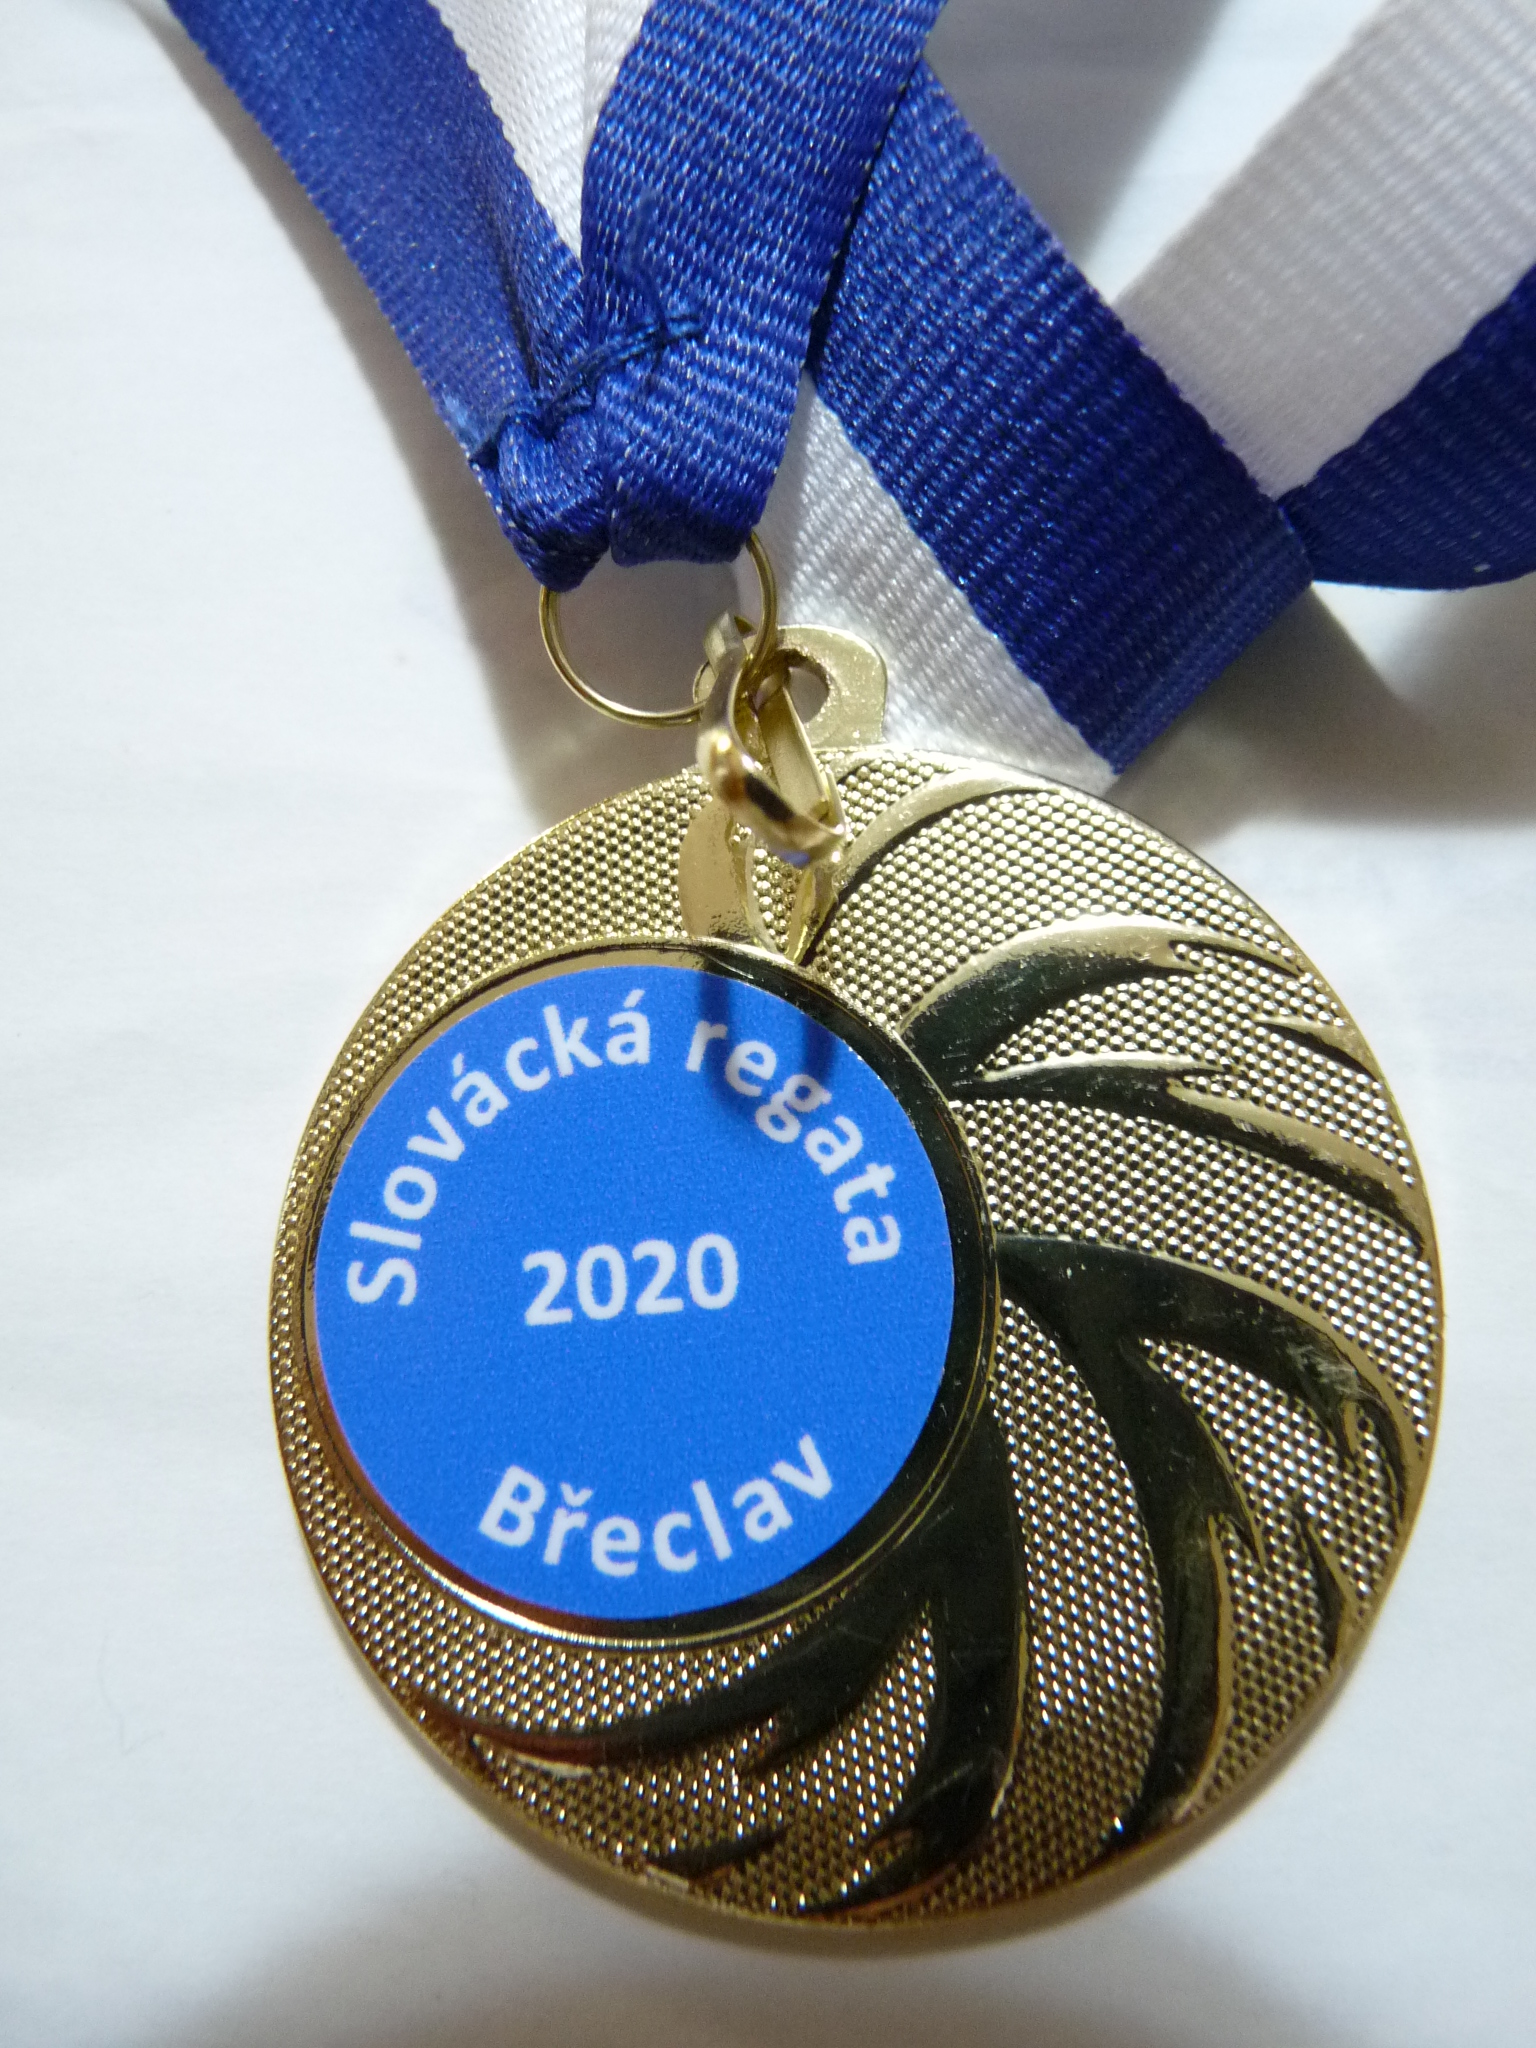 Slovácká regata
2020
Břeclav